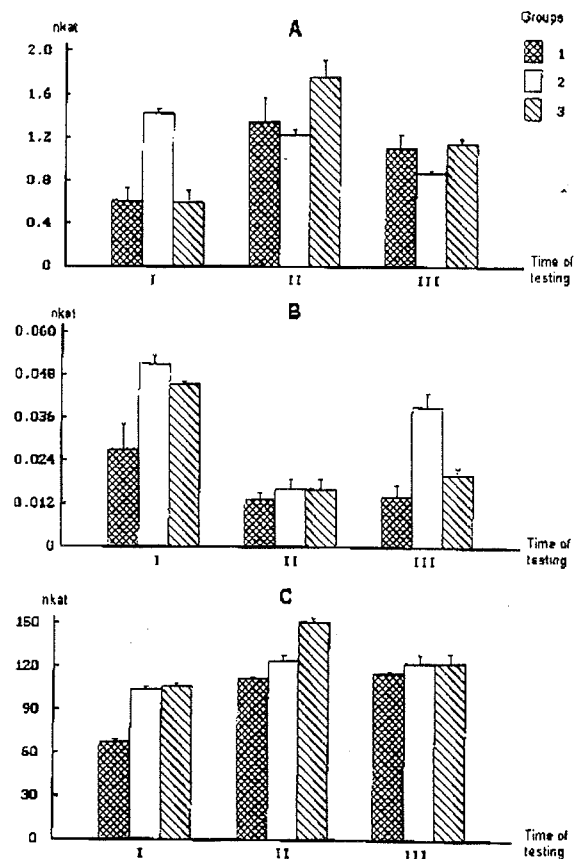 Groups
1
2
3
nkat
A
2.0
1.6
1.2
0.8
0.4
0
I
II
III
Time of
testing
nkat
B
0.060
0.048
0.036
0.024
0.012
0
I
II
III
Time of
testing
nkat
C
150
120
90
60
30
0
I
II
III
Time of
testing